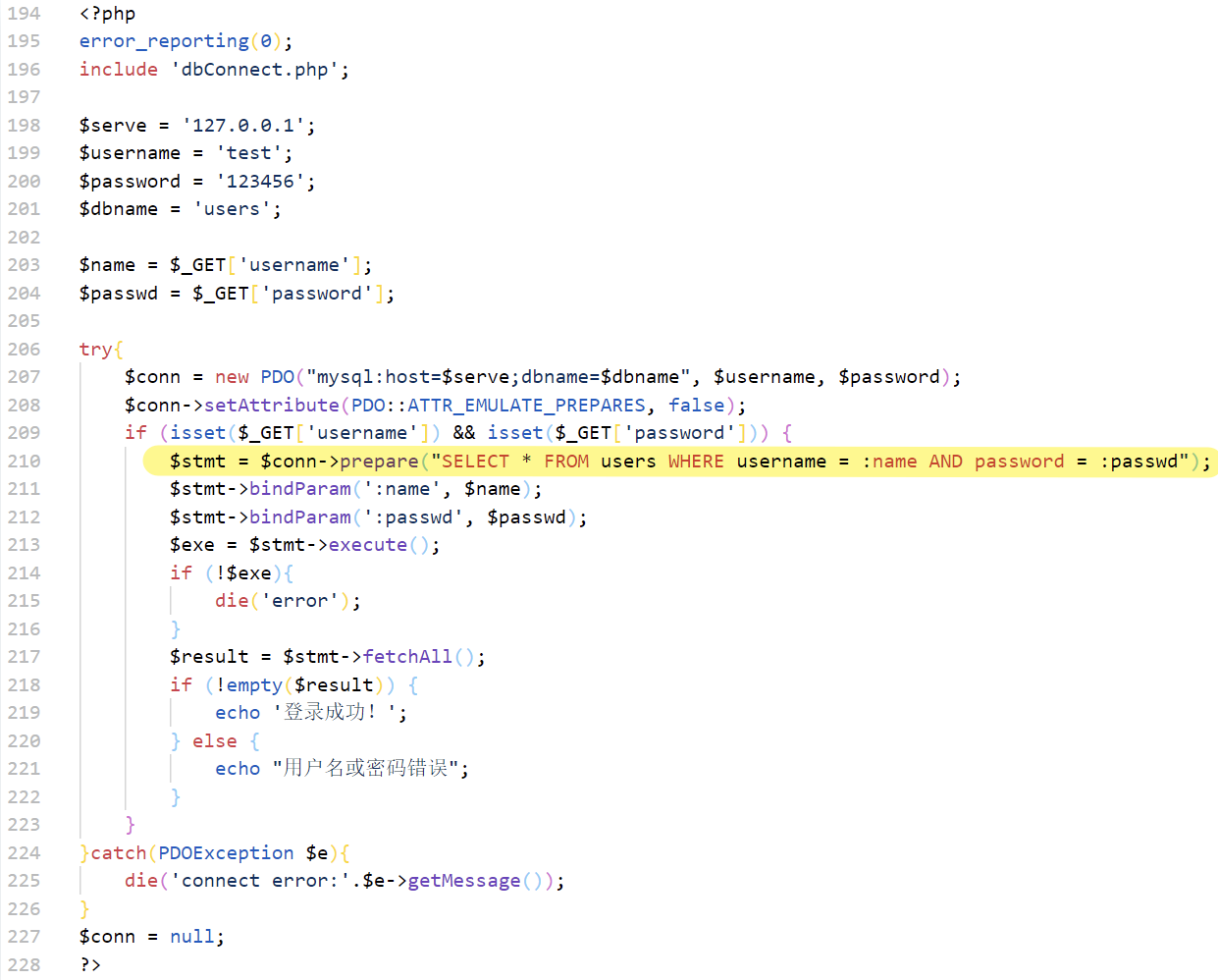 194 <?php
195 error_reporting(0);
196 include 'dbConnect.php';
197
198 $serve = '127.0.0.1';
199 $username = 'test';
200 $password = '123456';
201 $dbname = 'users';
202
203 $name = $_GET['username'];
204 $passwd = $_GET['password'];
205
206 try{
207     $conn = new PDO("mysql:host=$serve;dbname=$dbname", $username, $password);
208     $conn->setAttribute(PDO::ATTR_EMULATE_PREPARES, false);
209     if (isset($_GET['username']) && isset($_GET['password'])) {
210         $stmt = $conn->prepare("SELECT * FROM users WHERE username = :name AND password = :passwd");
211         $stmt->bindParam(':name', $name);
212         $stmt->bindParam(':passwd', $passwd);
213         $exe = $stmt->execute();
214         if (!$exe){
215             die('error');
216         }
217         $result = $stmt->fetchAll();
218         if (!empty($result)) {
219             echo '登录成功！';
220         } else {
221             echo "用户名或密码错误";
222         }
223     }
224 }catch(PDOException $e){
225     die('connect error:'.$e->getMessage());
226 }
227 $conn = null;
228 ?>